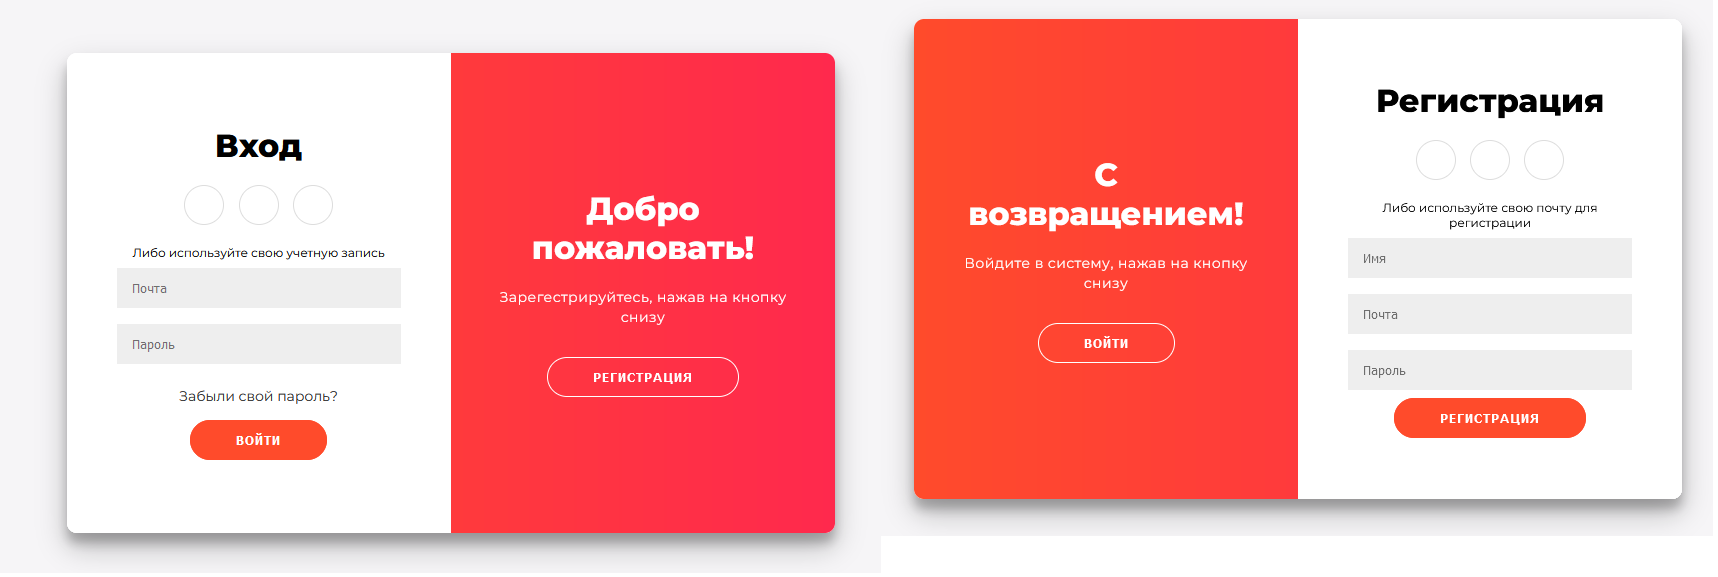 Вход
Либо используйте свою учетную запись
Почта
Пароль
Забыли свой пароль?
ВОЙТИ
Добро
пожаловать!
Зарегестрируйтесь, нажав на кнопку
снизу
РЕГИСТРАЦИЯ
С
возвращением!
Войдите в систему, нажав на кнопку
снизу
ВОЙТИ
Регистрация
Либо используйте свою почту для
регистрации
Имя
Почта
Пароль
РЕГИСТРАЦИЯ